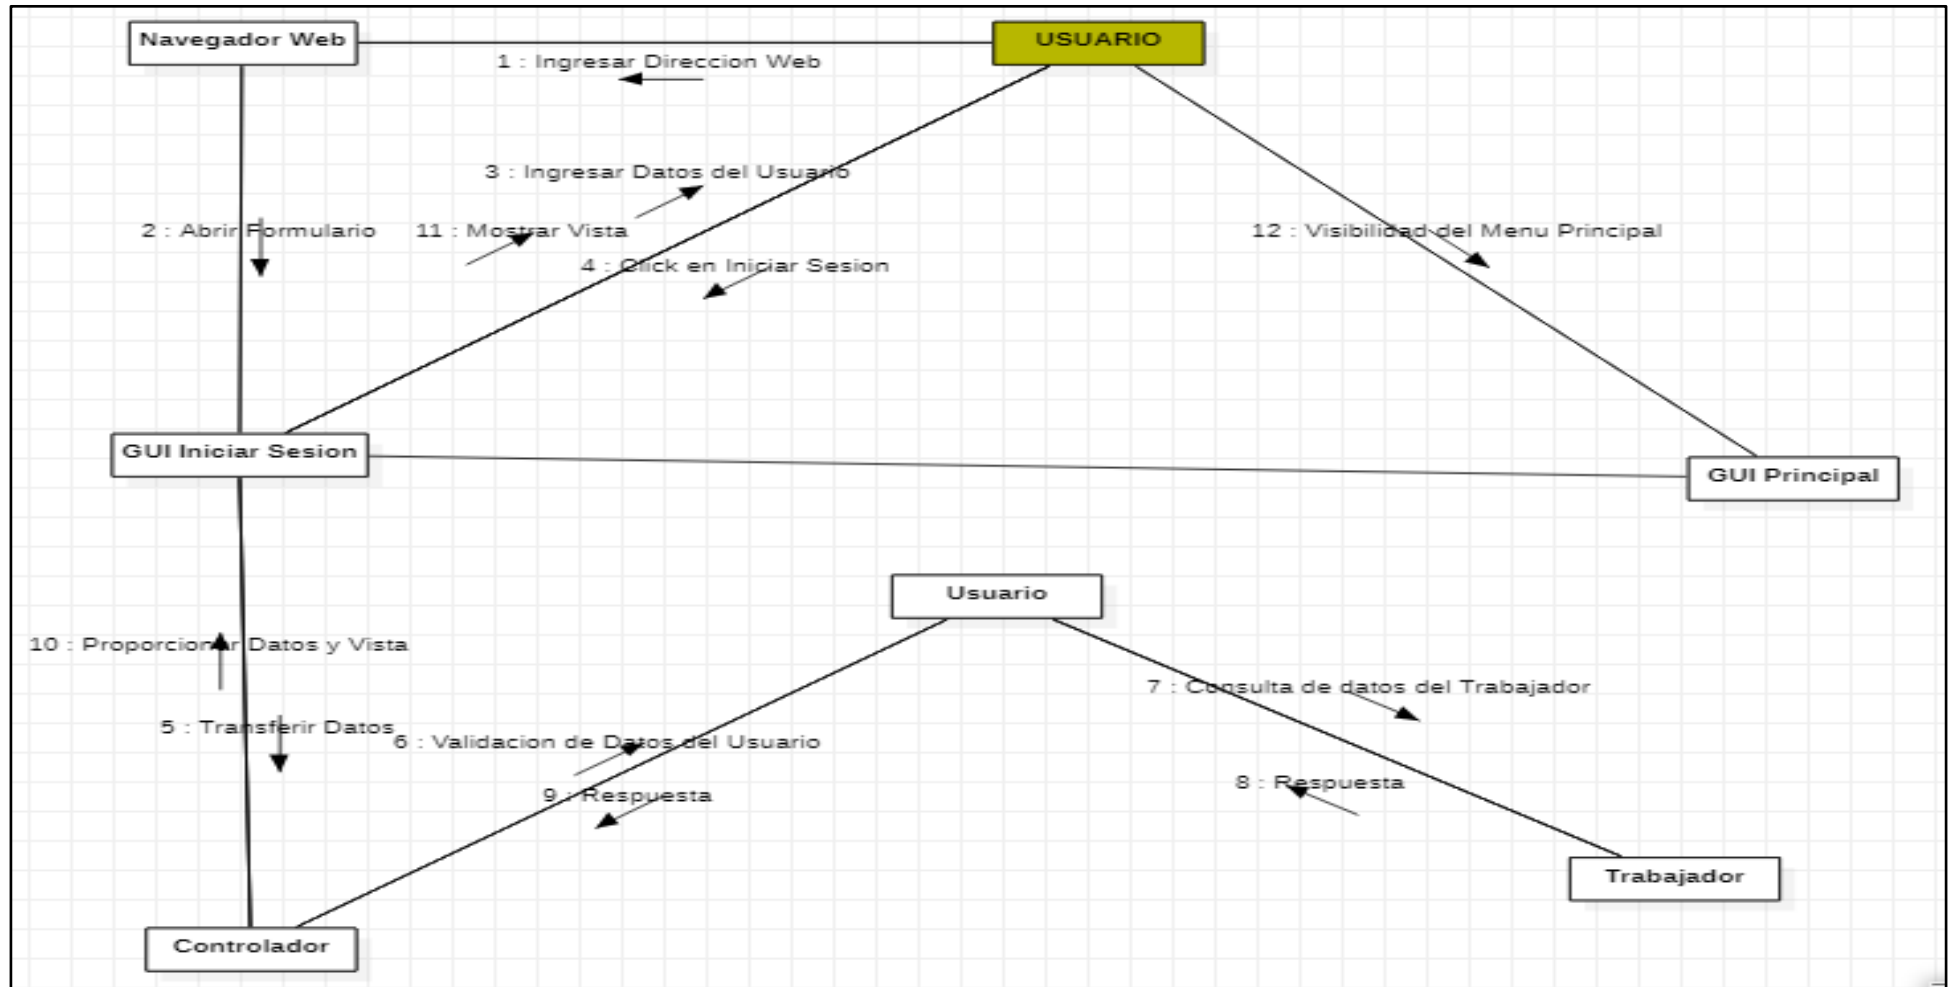 Navegador Web
USUARIO
1 : Ingresar Direccion Web
3 : Ingresar Datos del Usuario
2 : Abrir Formulario
11 : Mostrar Vista
12 : Visibilidad del Menu Principal
4 : Click en Iniciar Sesion
GUI Iniciar Sesion
GUI Principal
Usuario
10 : Proporcionar Datos y Vista
7 : Consulta de datos del Trabajador
5 : Transferir Datos
6 : Validacion de Datos del Usuario
8 : Respuesta
9 : Respuesta
Trabajador
Controlador